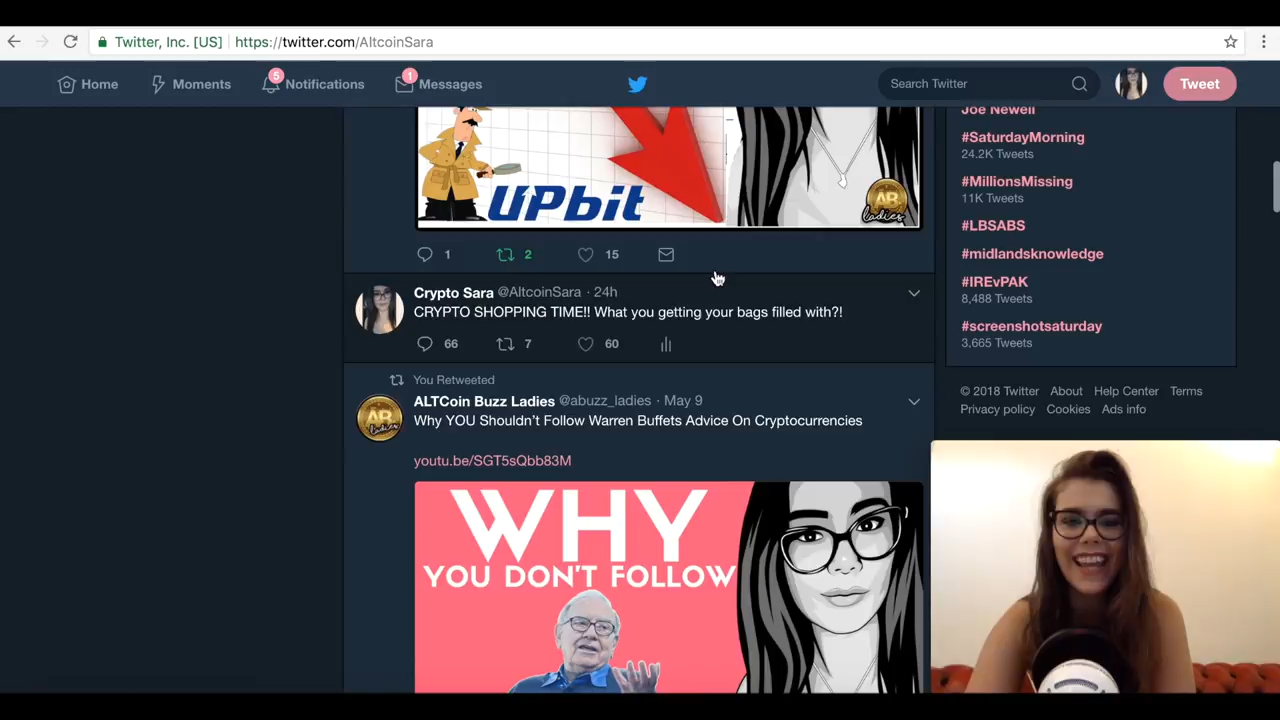 Twitter, Inc. [US]
https://twitter.com/AltcoinSara
Home
Moments
5
Notifications
1
Messages
Search Twitter
Tweet
UPbit
AB
ladies
1
2
15
Crypto Sara @AltcoinSara · 24h
CRYPTO SHOPPING TIME!! What you getting your bags filled with?!
66
7
60
You Retweeted
ALTCoin Buzz Ladies @abuzz_ladies · May 9
AB
ladies
Why YOU Shouldn't Follow Warren Buffets Advice On Cryptocurrencies
youtu.be/SGT5sQbb83M
WHY
YOU DON'T FOLLOW
Joe Newell
#SaturdayMorning
24.2K Tweets
#MillionsMissing
11K Tweets
#LBSABS
#midlandsknowledge
#IREvPAK
8,488 Tweets
#screenshotsaturday
3,665 Tweets
© 2018 Twitter About Help Center Terms
Privacy policy Cookies Ads info